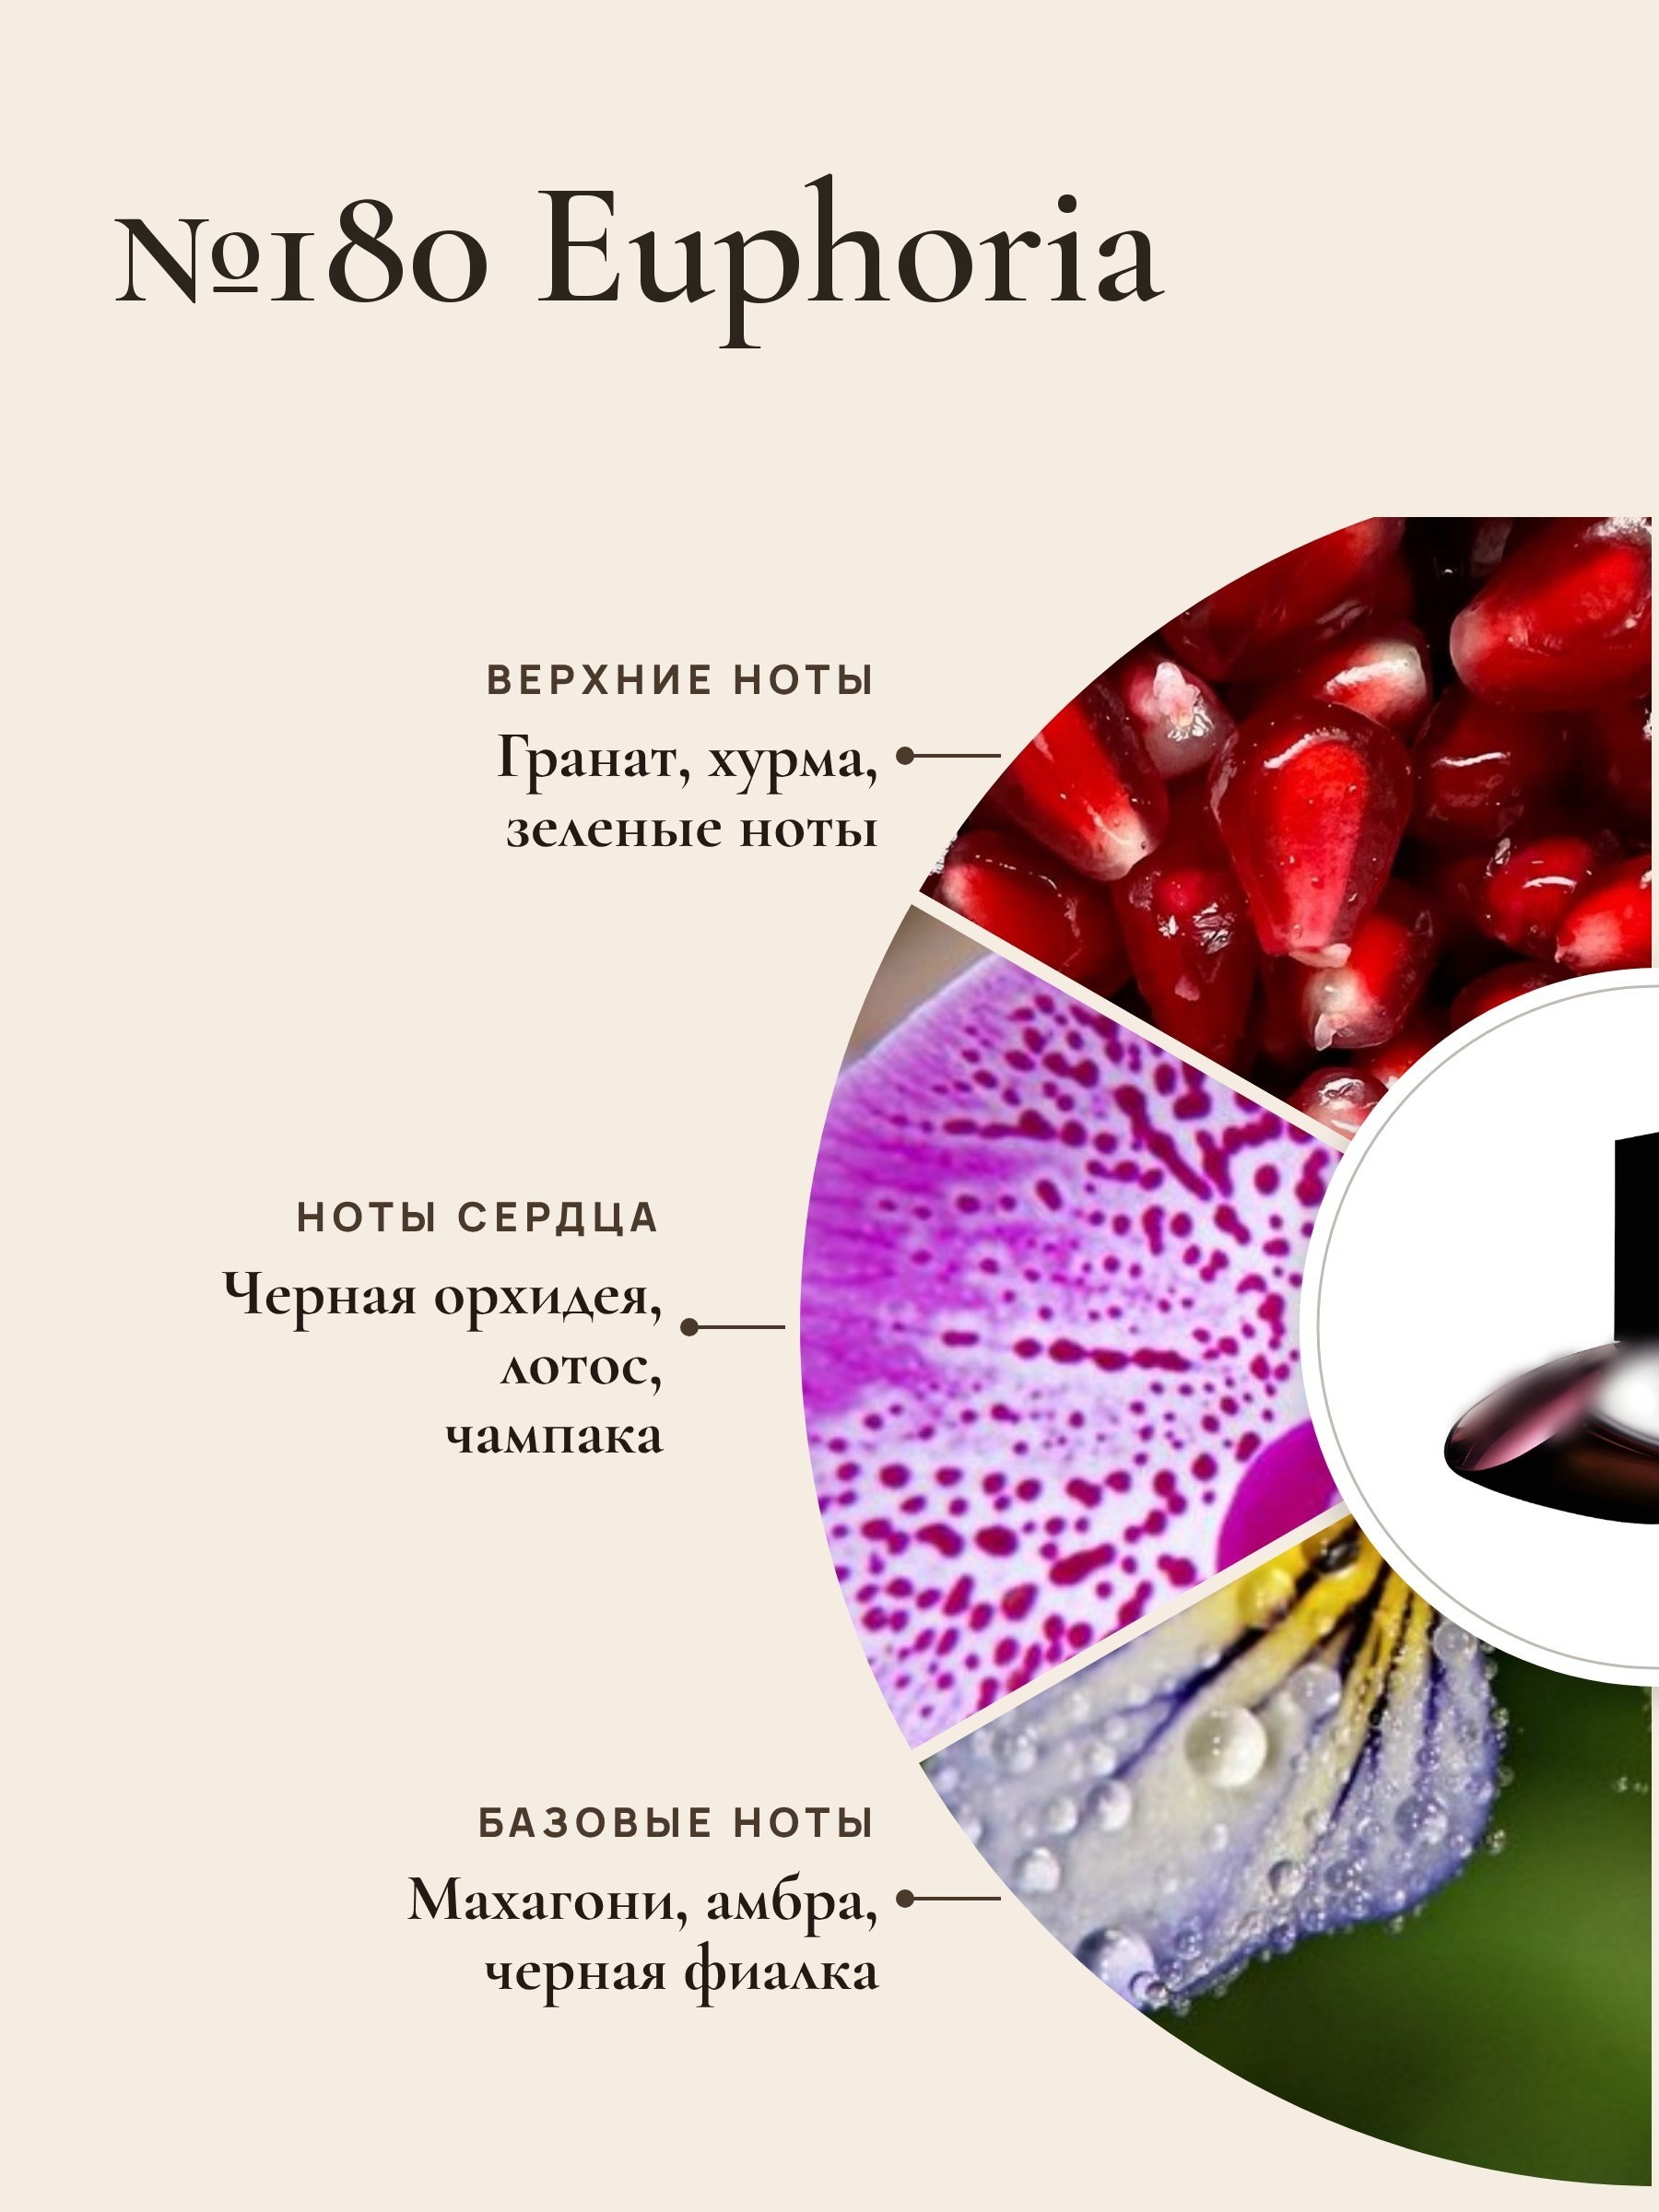 №180 Euphoria
ВЕРХНИЕ НОТЫ
Гранат, хурма,
зеленые ноты
НОТЫ СЕРДЦА
Черная орхидея,
лотос,
чампака
БАЗОВЫЕ НОТЫ
Махагони, амбра,
черная фиалка